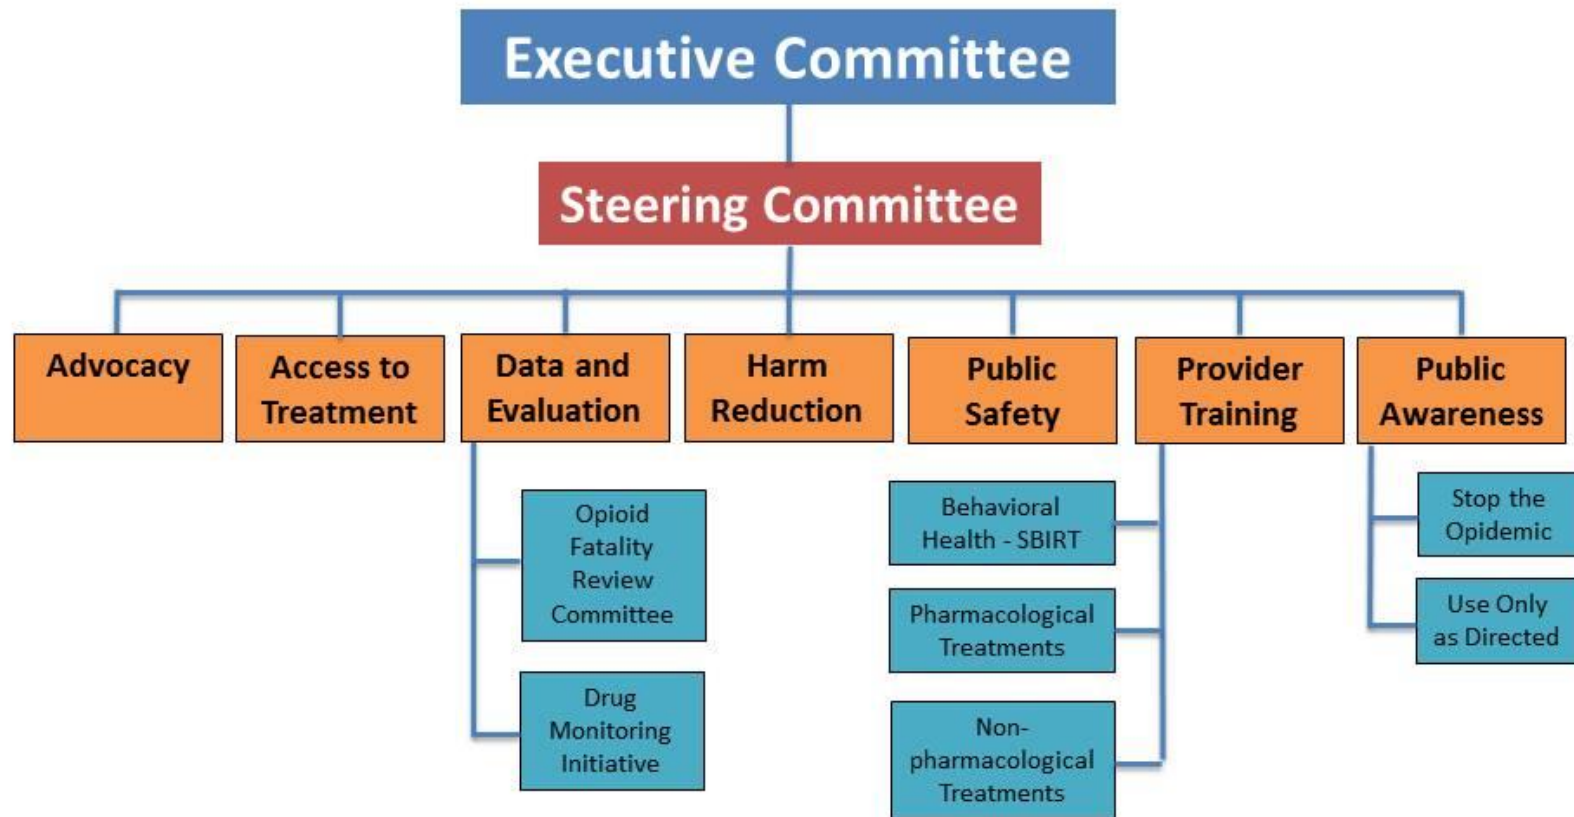 Executive Committee
Steering Committee
Advocacy
Access to
Treatment
Data and
Evaluation
Harm
Reduction
Public
Safety
Provider
Training
Public
Awareness
Opioid
Fatality
Review
Committee
Drug
Monitoring
Initiative
Behavioral
Health - SBIRT
Pharmacological
Treatments
Non-
pharmacological
Treatments
Stop the
Opidemic
Use Only
as Directed